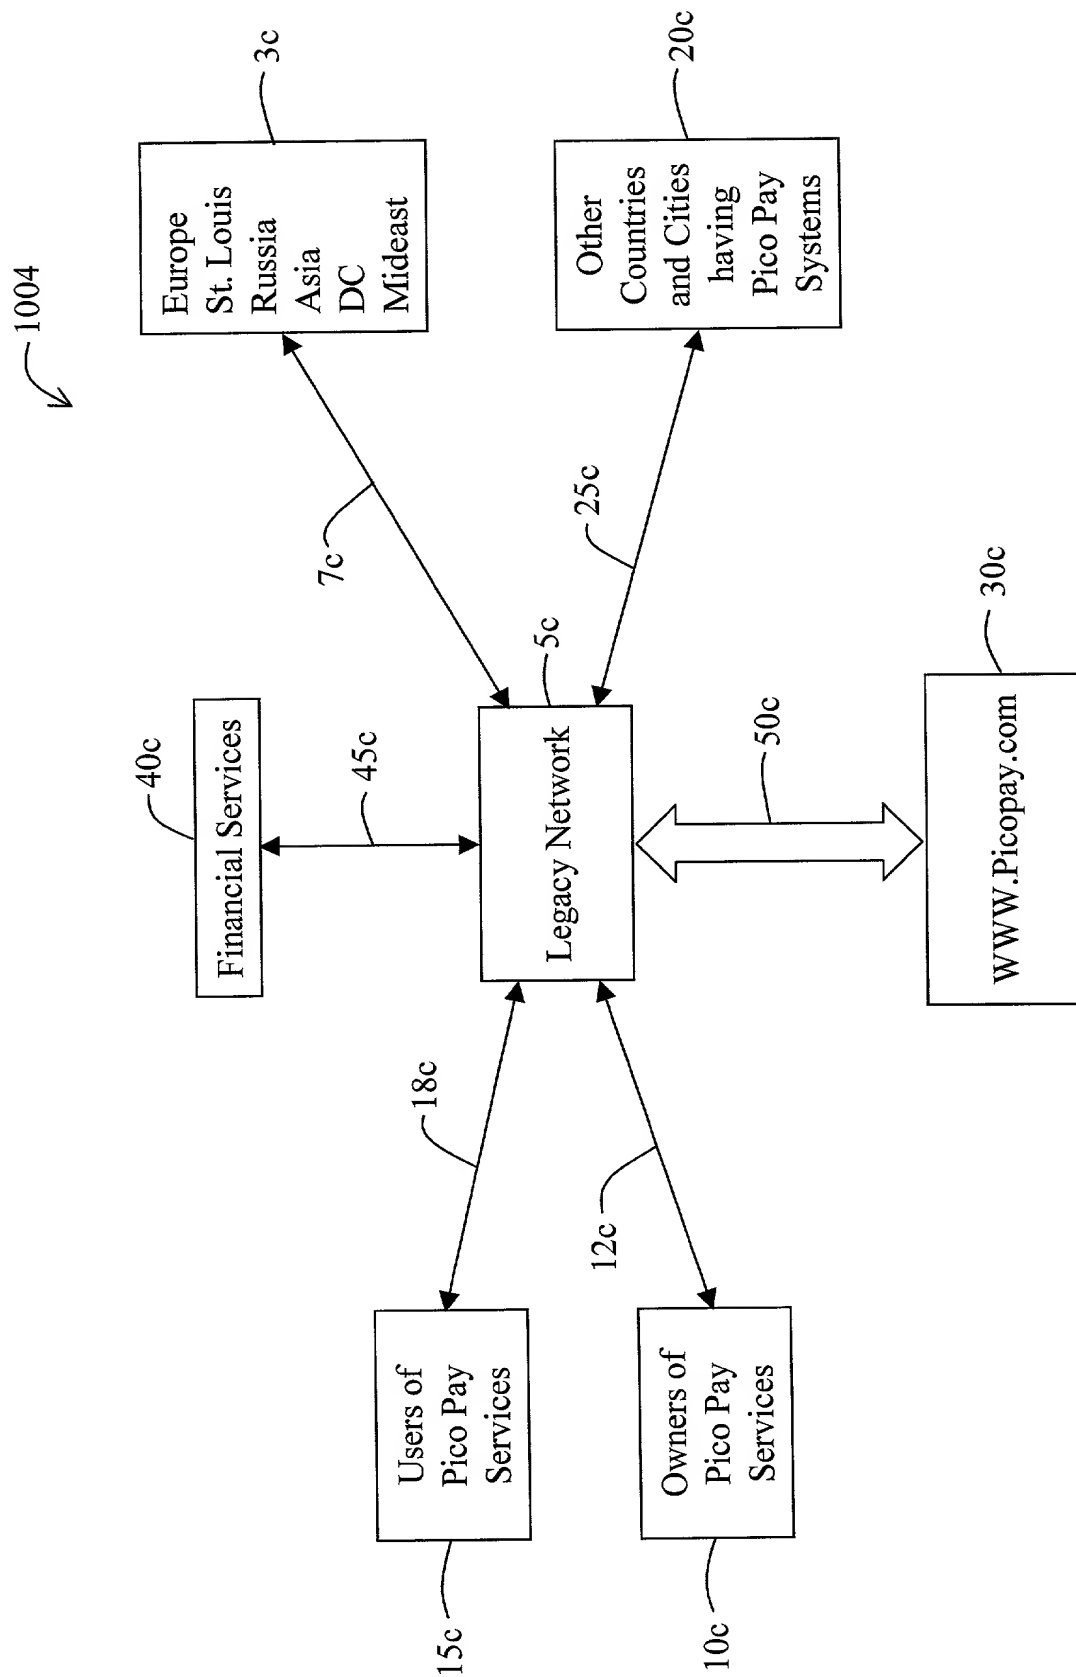 1004
40c
Financial Services
45c
Europe
St. Louis
Russia
Asia
DC
Mideast
3c
7c
Users of
Pico Pay
Services
15c
18c
Legacy Network
5c
Other
Countries
and Cities
having
Pico Pay
Systems
20c
25c
Owners of
Pico Pay
Services
10c
12c
50c
WWW.Picopay.com
30c